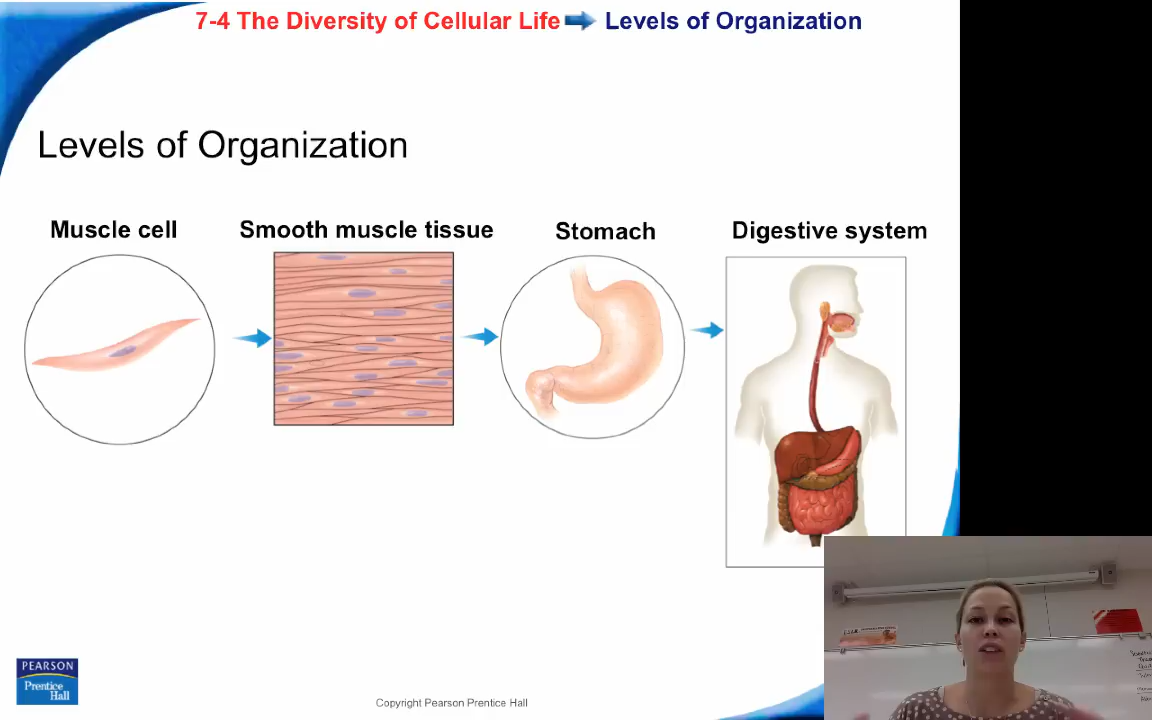 7-4 The Diversity of Cellular Life Levels of Organization
Levels of Organization
Muscle cell
Smooth muscle tissue
Stomach
Digestive system
PEARSON
Prentice
Hall
Copyright Pearson Prentice Hall